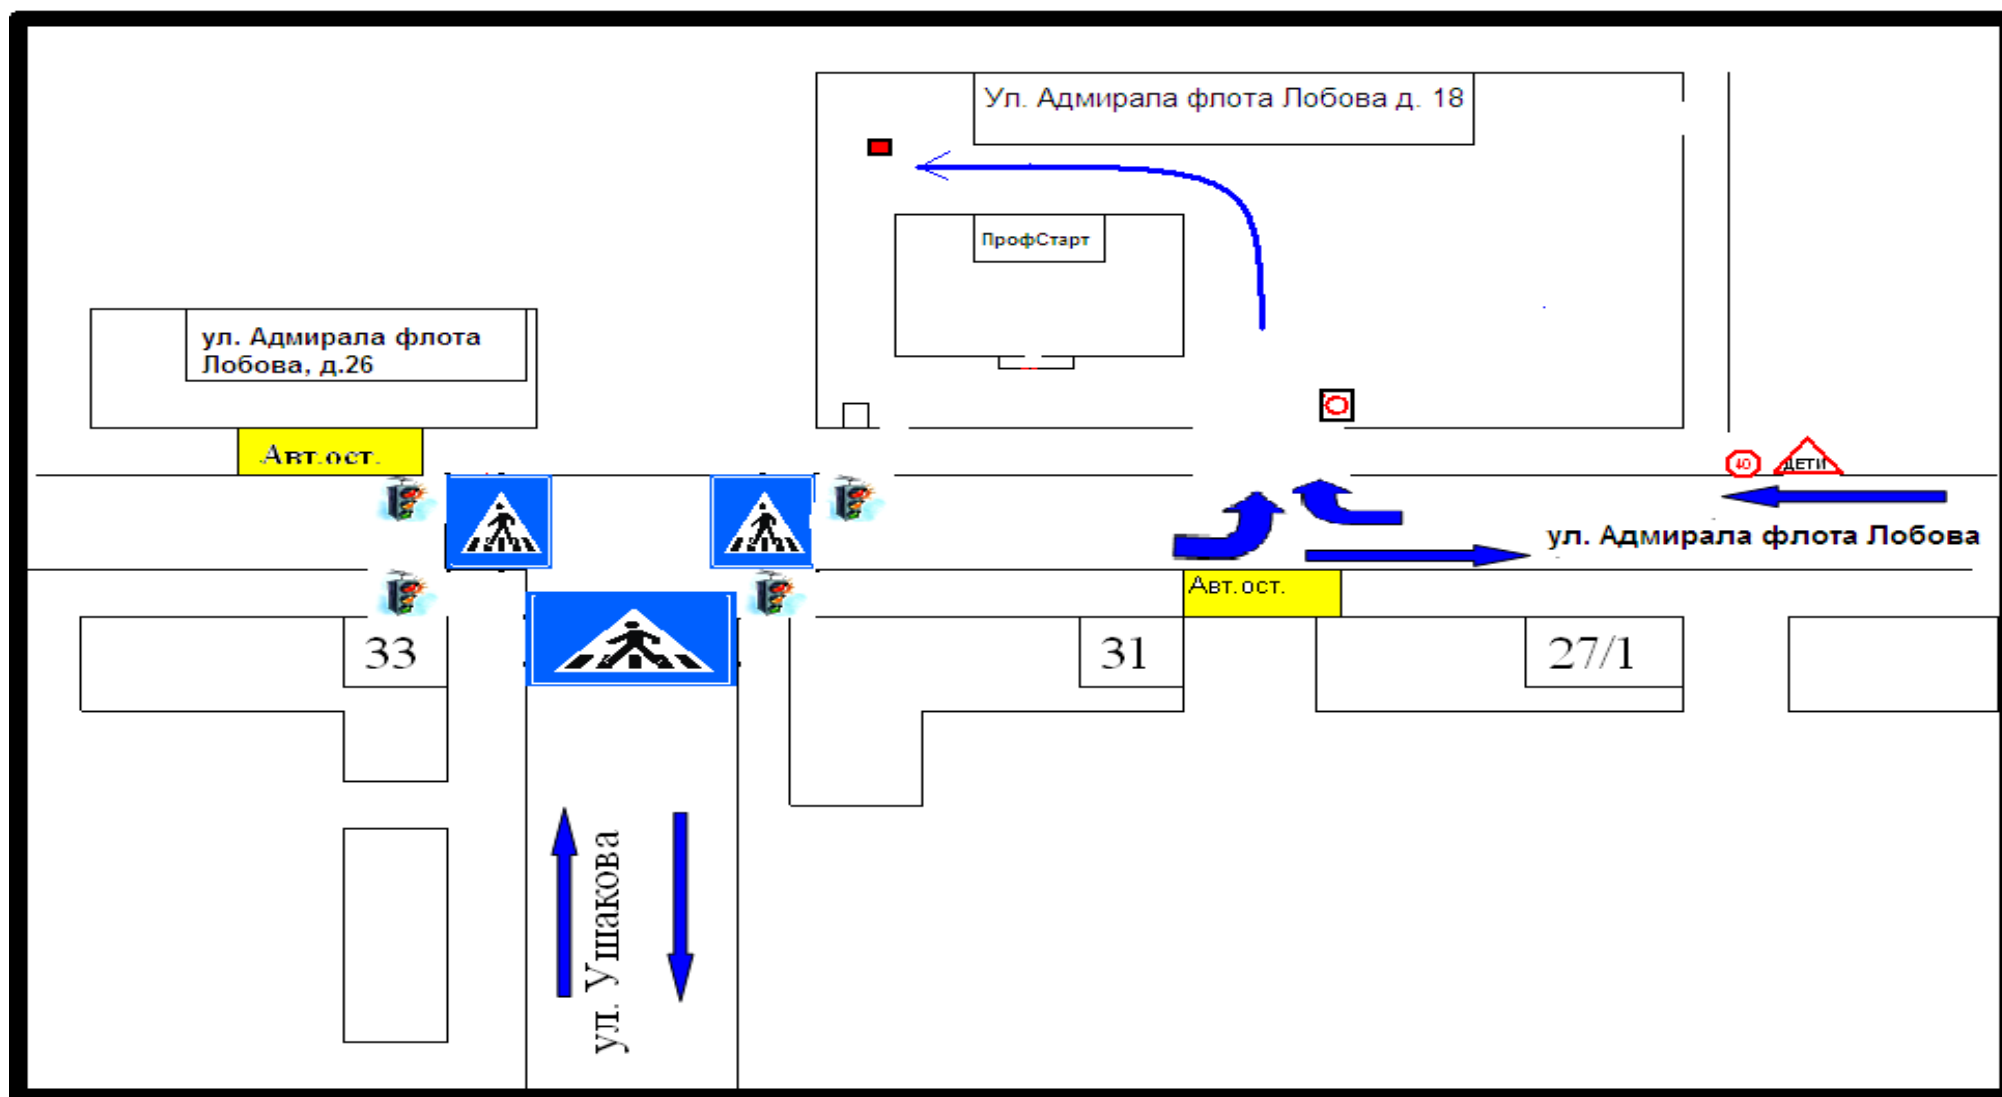 Ул. Адмирала флота Лобова д. 18
ПрофСтарт
ул. Адмирала флота
Лобова, д.26
Авт.ост.
40
ДЕТИ
ул. Адмирала флота Лобова
Авт.ост.
33
31
27/1
ул. Ушакова